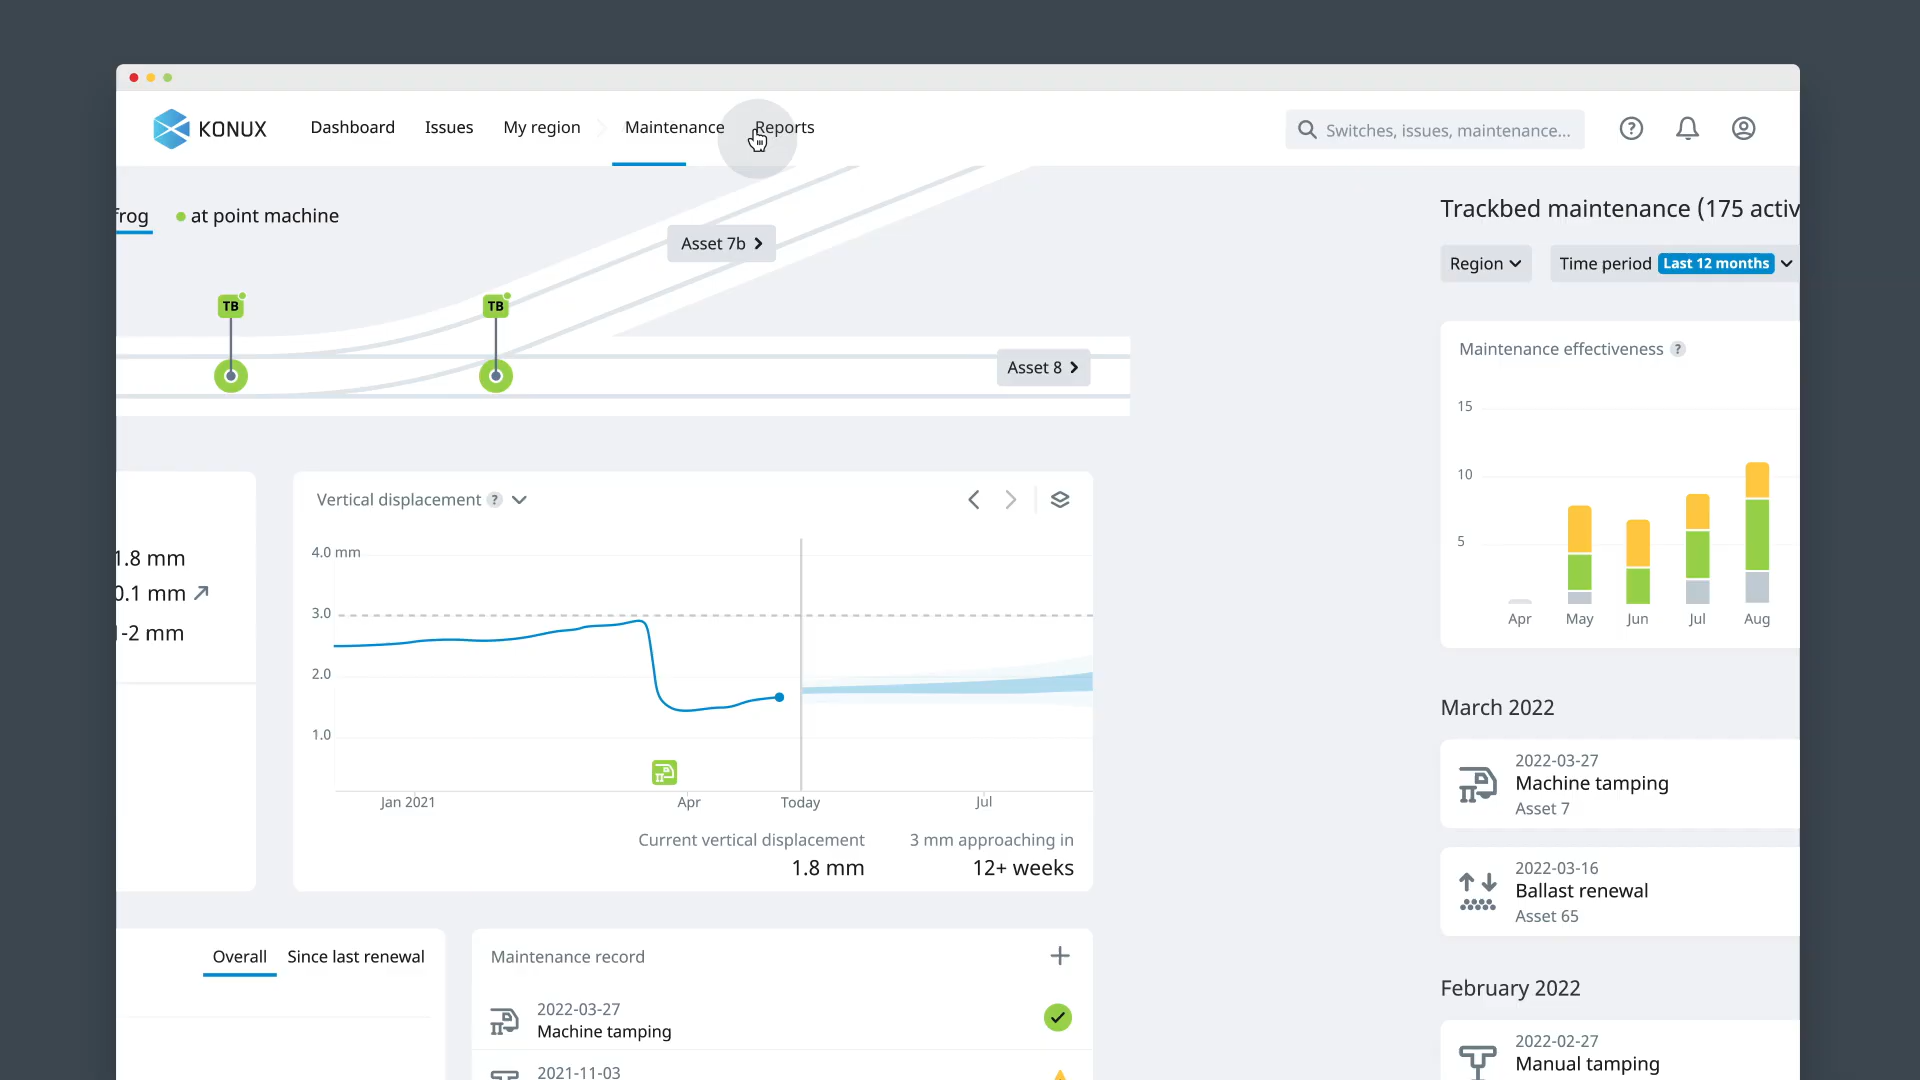 KONUX
Dashboard
Issues
My region
Maintenance
Reports
Switches, issues, maintenance...
frog
at point machine
Asset 7b
TB
TB
Asset 8
1.8 mm
0.1 mm
-2 mm
Vertical displacement ?
4.0 mm
3.0
2.0
1.0
Jan 2021
Apr
Today
Jul
Current vertical displacement
1.8 mm
3 mm approaching in
12+ weeks
Overall
Since last renewal
Maintenance record
2022-03-27
Machine tamping
2021-11-03
Trackbed maintenance (175 activ
Region
Time period Last 12 months
Maintenance effectiveness ?
15
10
5
Apr
May
Jun
Jul
Aug
March 2022
2022-03-27
Machine tamping
Asset 7
2022-03-16
Ballast renewal
Asset 65
February 2022
2022-02-27
Manual tamping